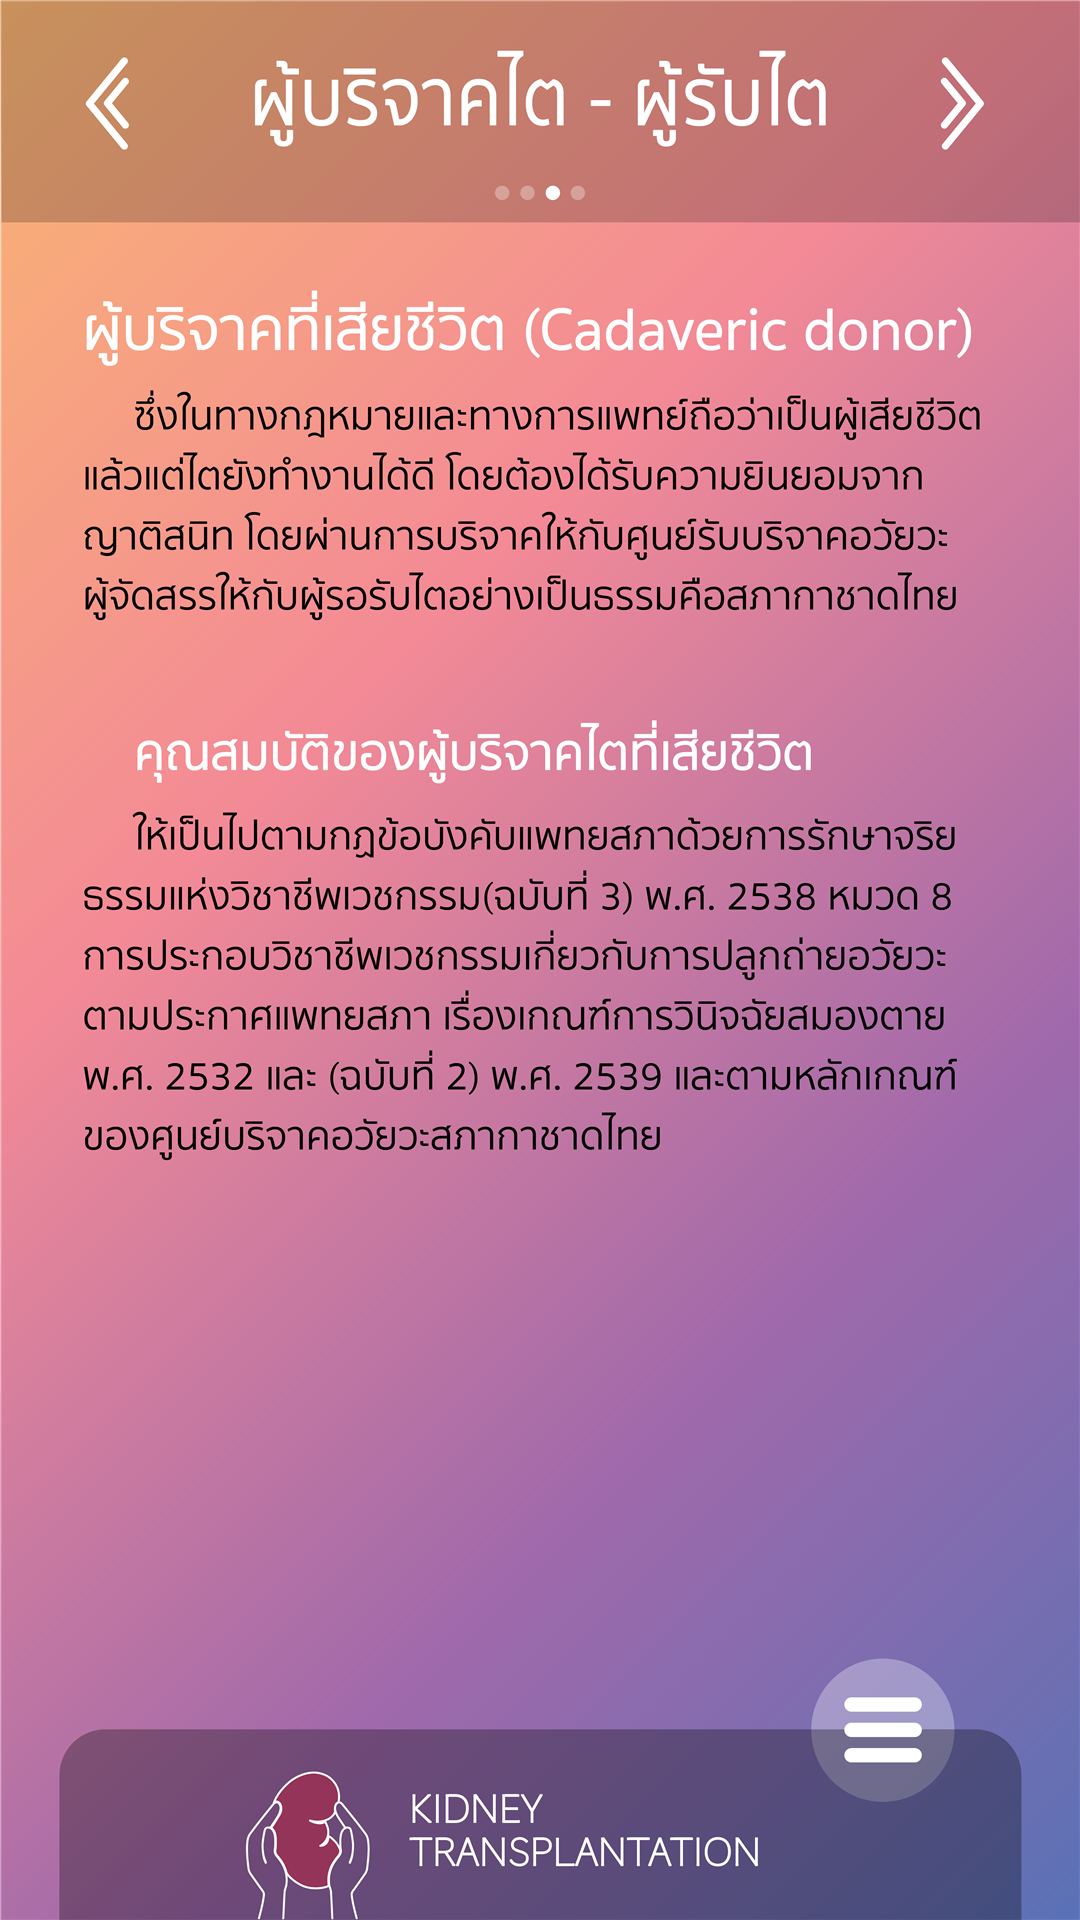 ผู้บริจาคไต - ผู้รับไต
ผู้บริจาคที่เสียชีวิต (Cadaveric donor)
ซึ่งในทางกฎหมายและทางการแพทย์ถือว่าเป็นผู้เสียชีวิต
แล้วแต่ไตยังทำงานได้ดี โดยต้องได้รับความยินยอมจาก
ญาติสนิท โดยผ่านการบริจาคให้กับศูนย์รับบริจาคอวัยวะ
ผู้จัดสรรให้กับผู้รอรับไตอย่างเป็นธรรมคือสภากาชาดไทย
คุณสมบัติของผู้บริจาคไตที่เสียชีวิต
ให้เป็นไปตามกฏข้อบังคับแพทยสภาด้วยการรักษาจริย
ธรรมแห่งวิชาชีพเวชกรรม(ฉบับที่ 3) พ.ศ. 2538 หมวด 8
การประกอบวิชาชีพเวชกรรมเกี่ยวกับการปลูกถ่ายอวัยวะ
ตามประกาศแพทยสภา เรื่องเกณฑ์การวินิจฉัยสมองตาย
พ.ศ. 2532 และ (ฉบับที่ 2) พ.ศ. 2539 และตามหลักเกณฑ์
ของศูนย์บริจาคอวัยวะสภากาชาดไทย
KIDNEY
TRANSPLANTATION